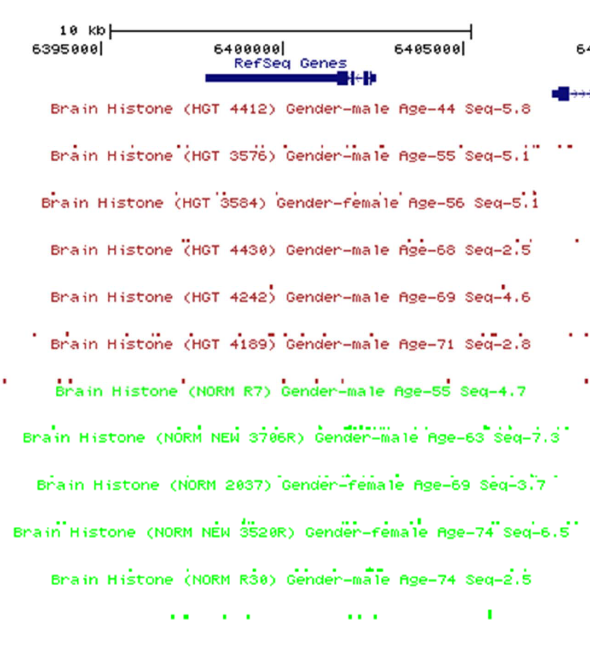 10 kb
6395000| 6400000| 6405000| 64
RefSeq Genes
Brain Histone (HGT 4412) Gender-male Age-44 Seq-5.8
Brain Histone (HGT 3576) Gender-male Age-55 Seq-5.1
Brain Histone (HGT 3584) Gender-female Age-56 Seq-5.1
Brain Histone (HGT 4430) Gender-male Age-68 Seq-2.5
Brain Histone (HGT 4242) Gender-male Age-69 Seq-4.6
Brain Histone (HGT 4189) Gender-male Age-71 Seq-2.8
Brain Histone (NORM R7) Gender-male Age-55 Seq-4.7
Brain Histone (NORM NEW 3706R) Gender-male Age-63 Seq-7.3
Brain Histone (NORM 2037) Gender-female Age-69 Seq-3.7
Brain Histone (NORM NEW 3520R) Gender-female Age-74 Seq-6.5
Brain Histone (NORM R30) Gender-male Age-74 Seq-2.5